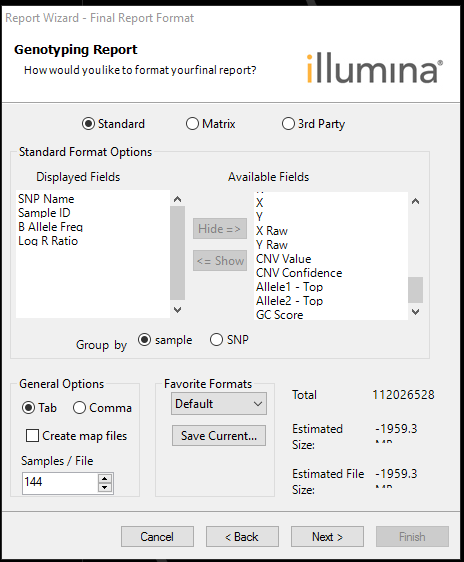 Report Wizard - Final Report Format
Genotyping Report
How would you like to format your final report?
illumina®
Standard
Matrix
3rd Party
Standard Format Options
Displayed Fields
Available Fields
SNP Name
Sample ID
B Allele Freq
Log R Ratio
Hide =>
<= Show
X
Y
X Raw
Y Raw
CNV Value
CNV Confidence
Allele1 - Top
Allele2 - Top
GC Score
Group by
sample
SNP
General Options
Tab
Comma
Create map files
Samples / File
144
Favorite Formats
Default
Save Current...
Total 112026528
Estimated -1959.3
Size:
Estimated File -1959.3
Size:
Cancel
< Back
Next >
Finish